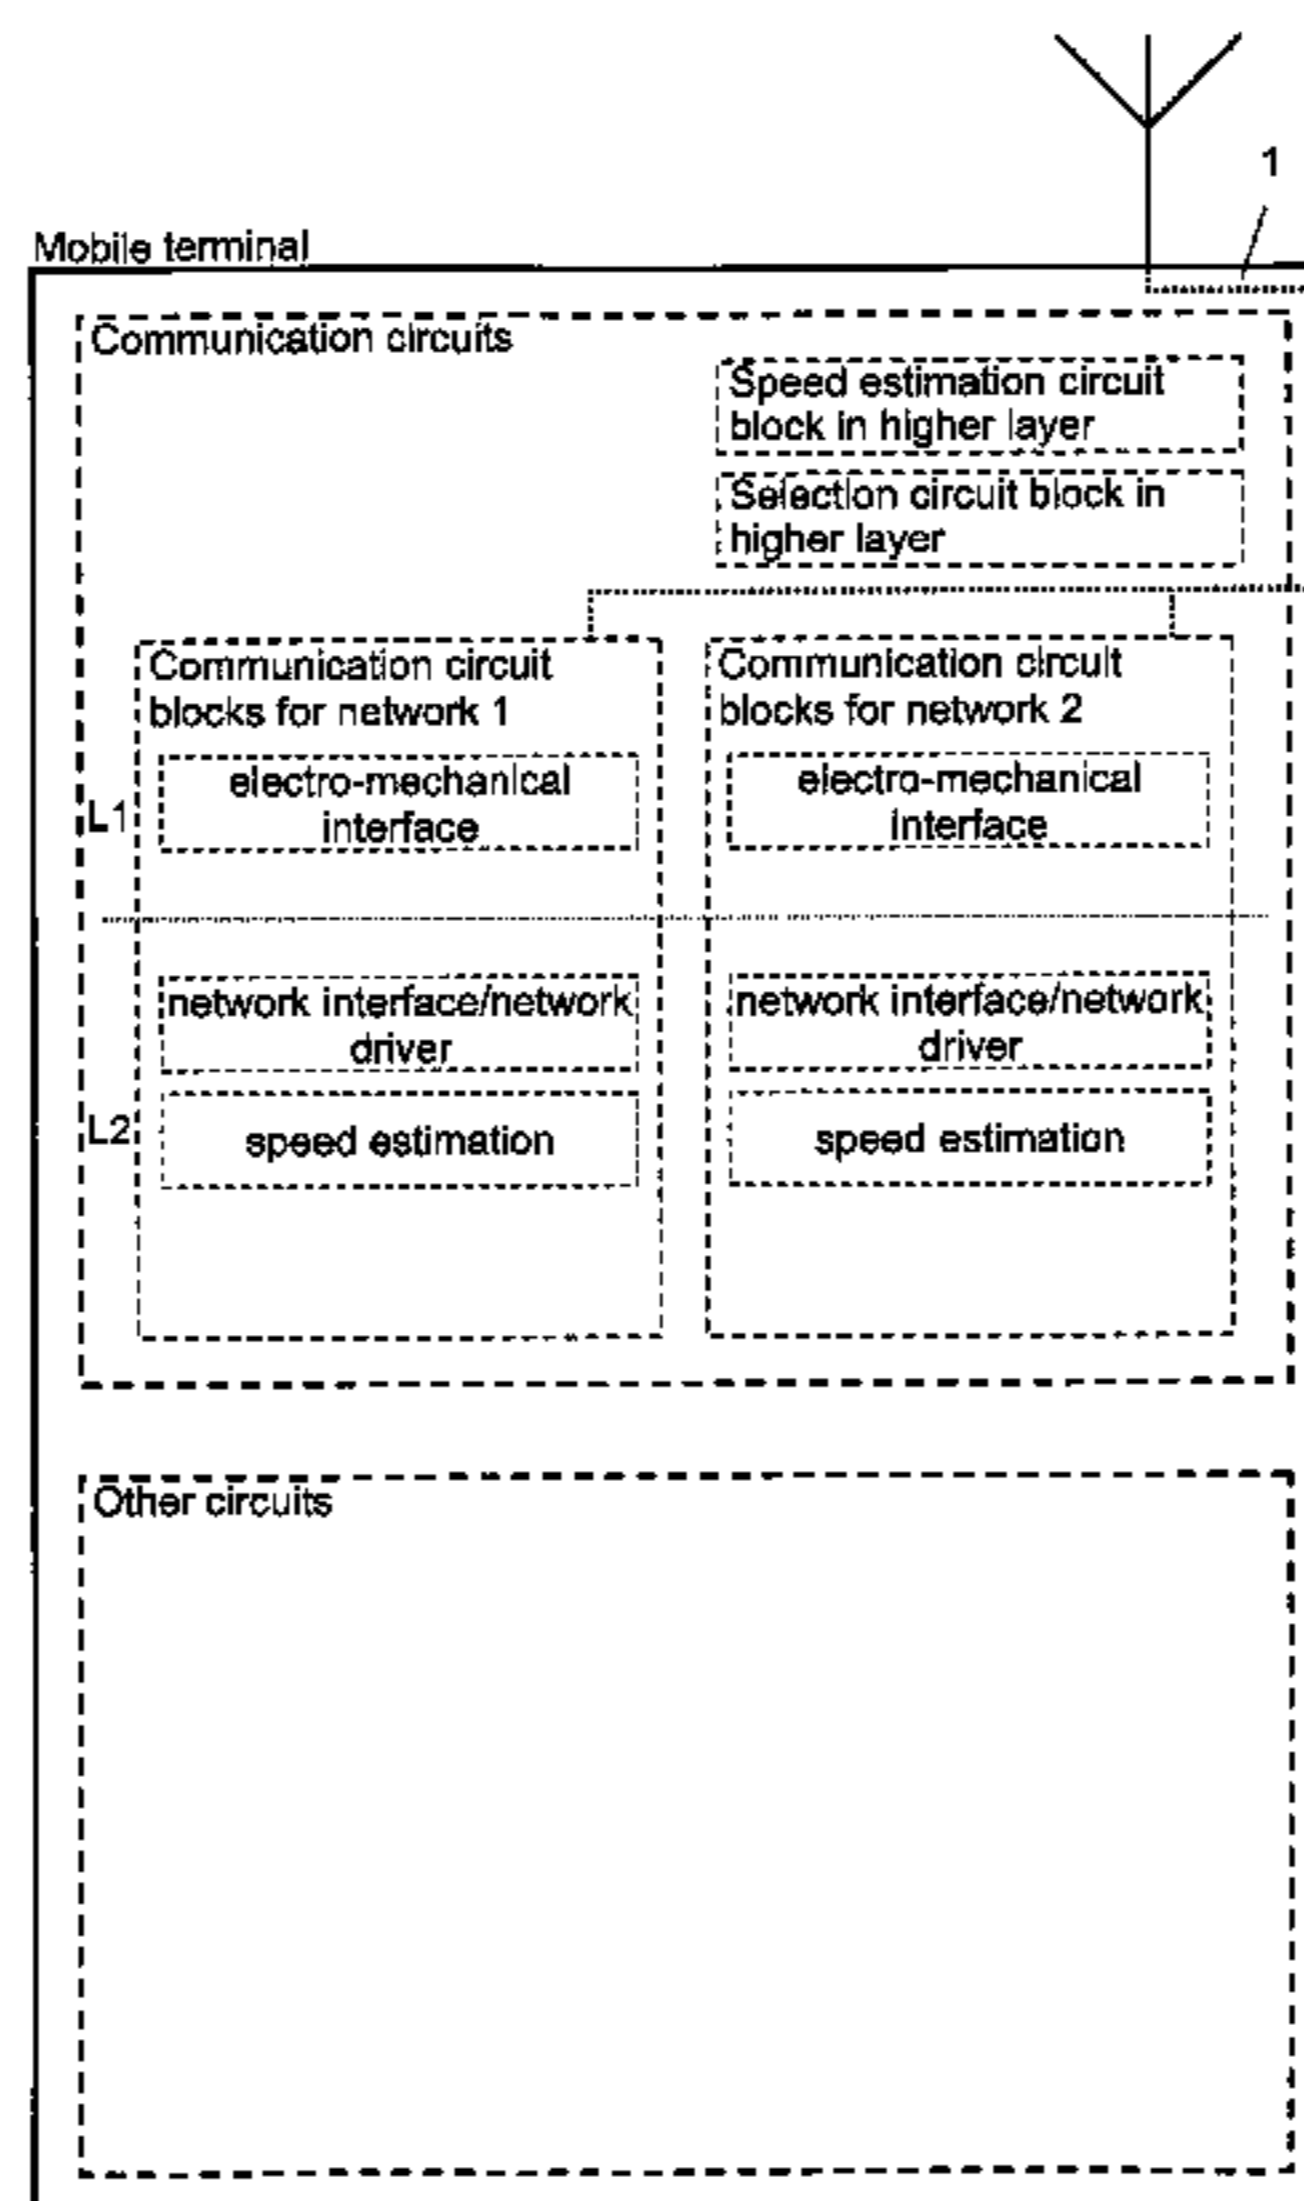 1
Mobile terminal
Communication circuits
Speed estimation circuit
block in higher layer
Selection circuit block in
higher layer
Communication circuit
blocks for network 1
electro-mechanical
interface
Communication circuit
blocks for network 2
electro-mechanical
interface
L1
network interface/network
driver
speed estimation
network interface/network
driver
speed estimation
L2
Other circuits